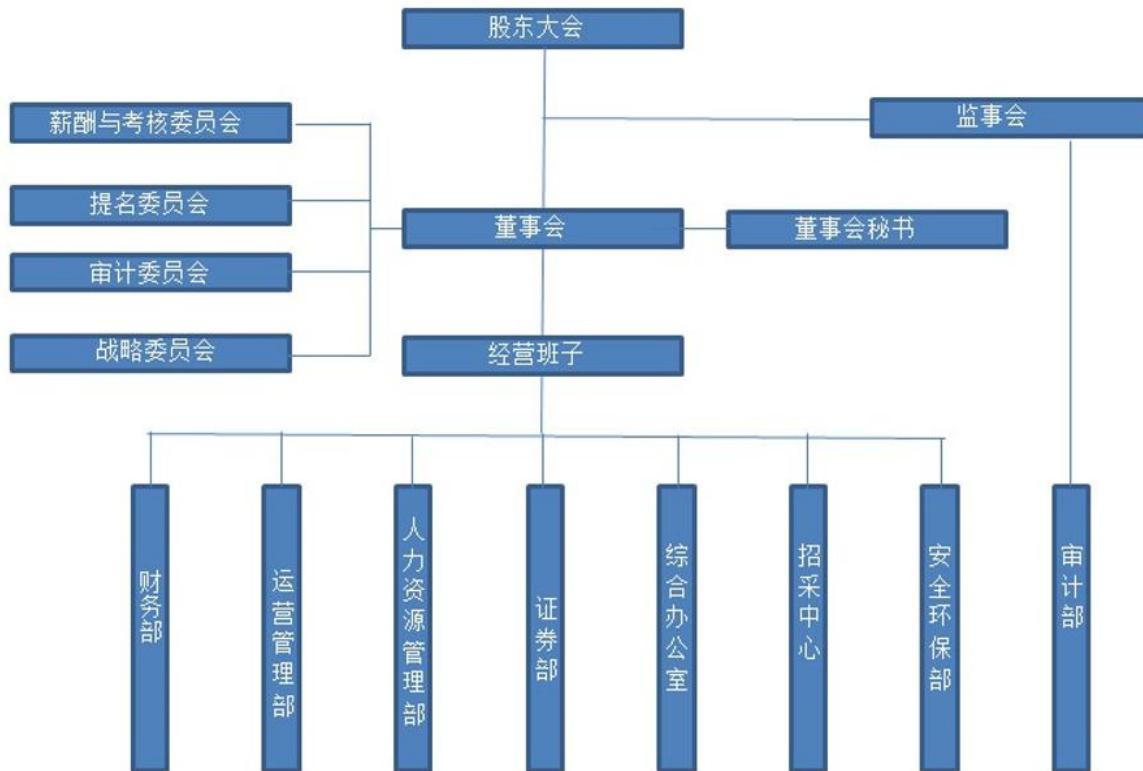 股东大会
薪酬与考核委员会
监事会
提名委员会
董事会
董事会秘书
审计委员会
战略委员会
经营班子
财务部
运营管理部
人力资源管理部
证券部
综合办公室
招采中心
安全环保部
审计部